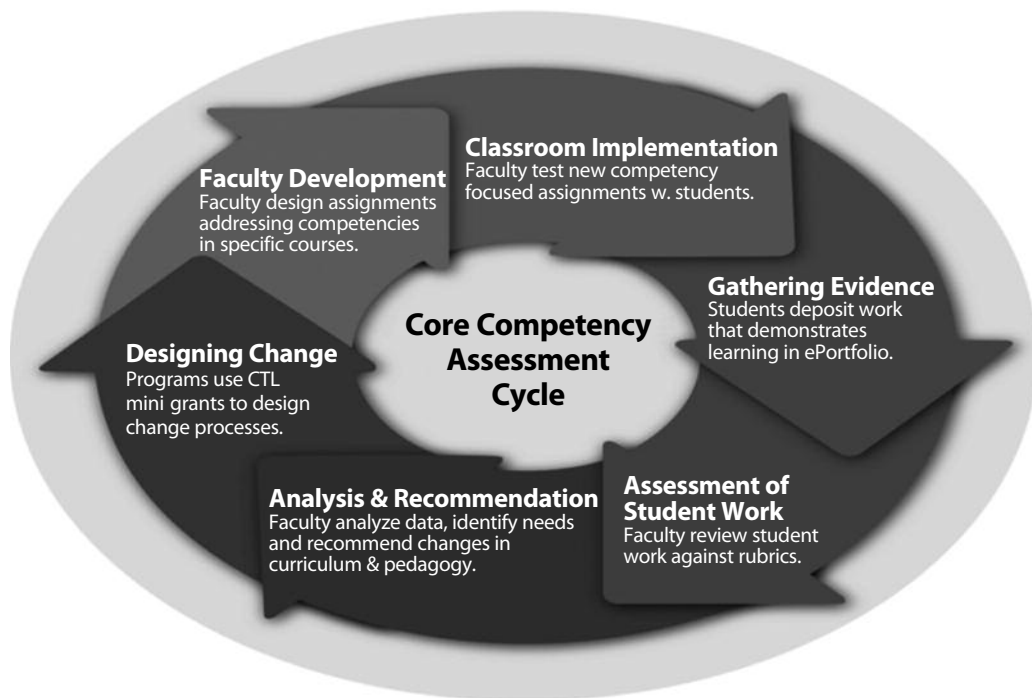 Core Competency
Assessment
Cycle
Faculty Development
Faculty design assignments
addressing competencies
in specific courses.
Classroom Implementation
Faculty test new competency
focused assignments w. students.
Gathering Evidence
Students deposit work
that demonstrates
learning in ePortfolio.
Assessment of
Student Work
Faculty review student
work against rubrics.
Analysis & Recommendation
Faculty analyze data, identify needs
and recommend changes in
curriculum & pedagogy.
Designing Change
Programs use CTL
mini grants to design
change processes.